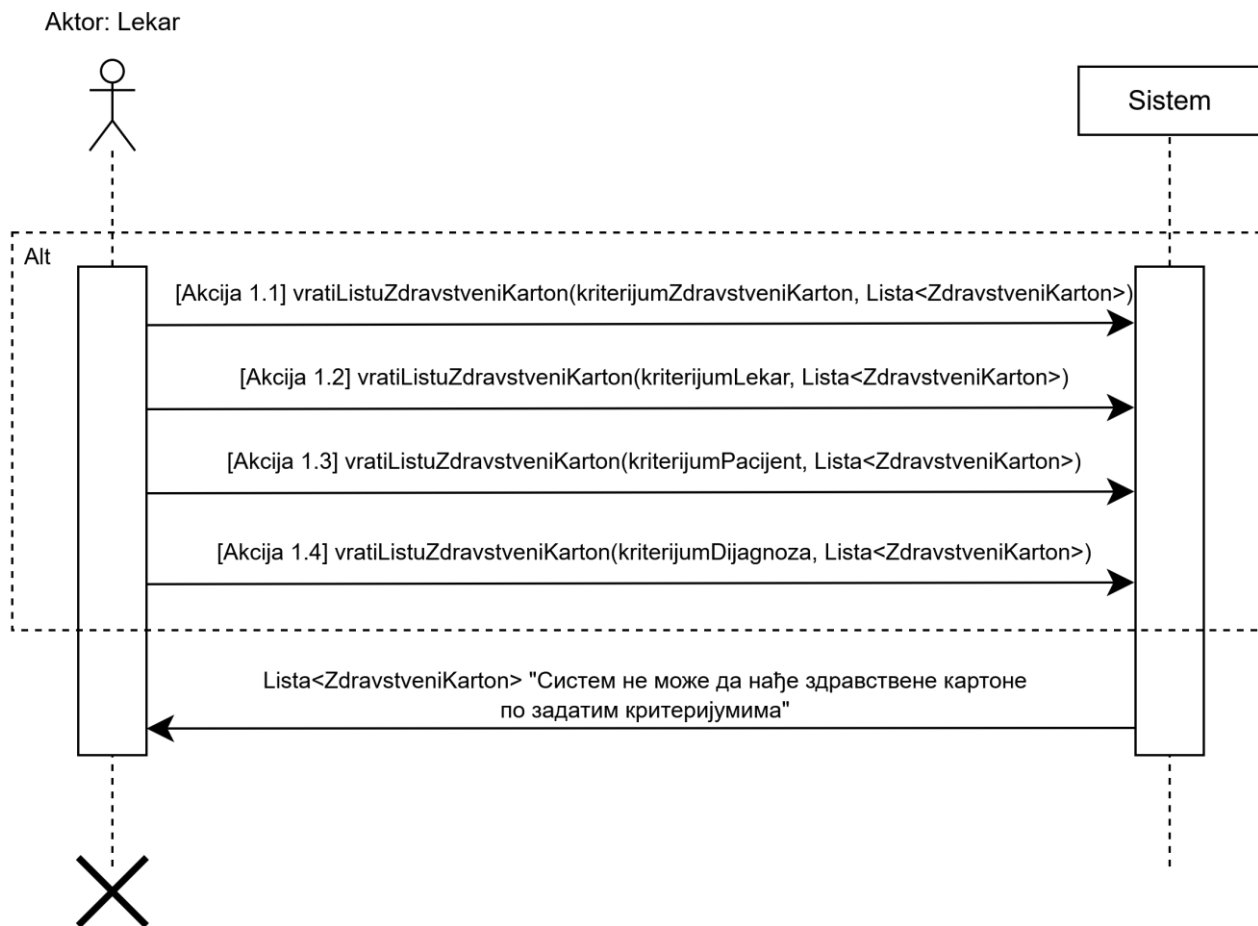 Aktor: Lekar
Sistem
Alt
[Akcija 1.1] vratiListuZdravstveniKarton(kriterijumZdravstveniKarton, Lista<ZdravstveniKarton>)
[Akcija 1.2] vratiListuZdravstveniKarton(kriterijumLekar, Lista<ZdravstveniKarton>)
[Akcija 1.3] vratiListuZdravstveniKarton(kriterijumPacijent, Lista<ZdravstveniKarton>)
[Akcija 1.4] vratiListuZdravstveniKarton(kriterijumDijagnoza, Lista<ZdravstveniKarton>)
Lista<ZdravstveniKarton> "Систем не може да нађе здравствене картоне
по задатим критеријумима"